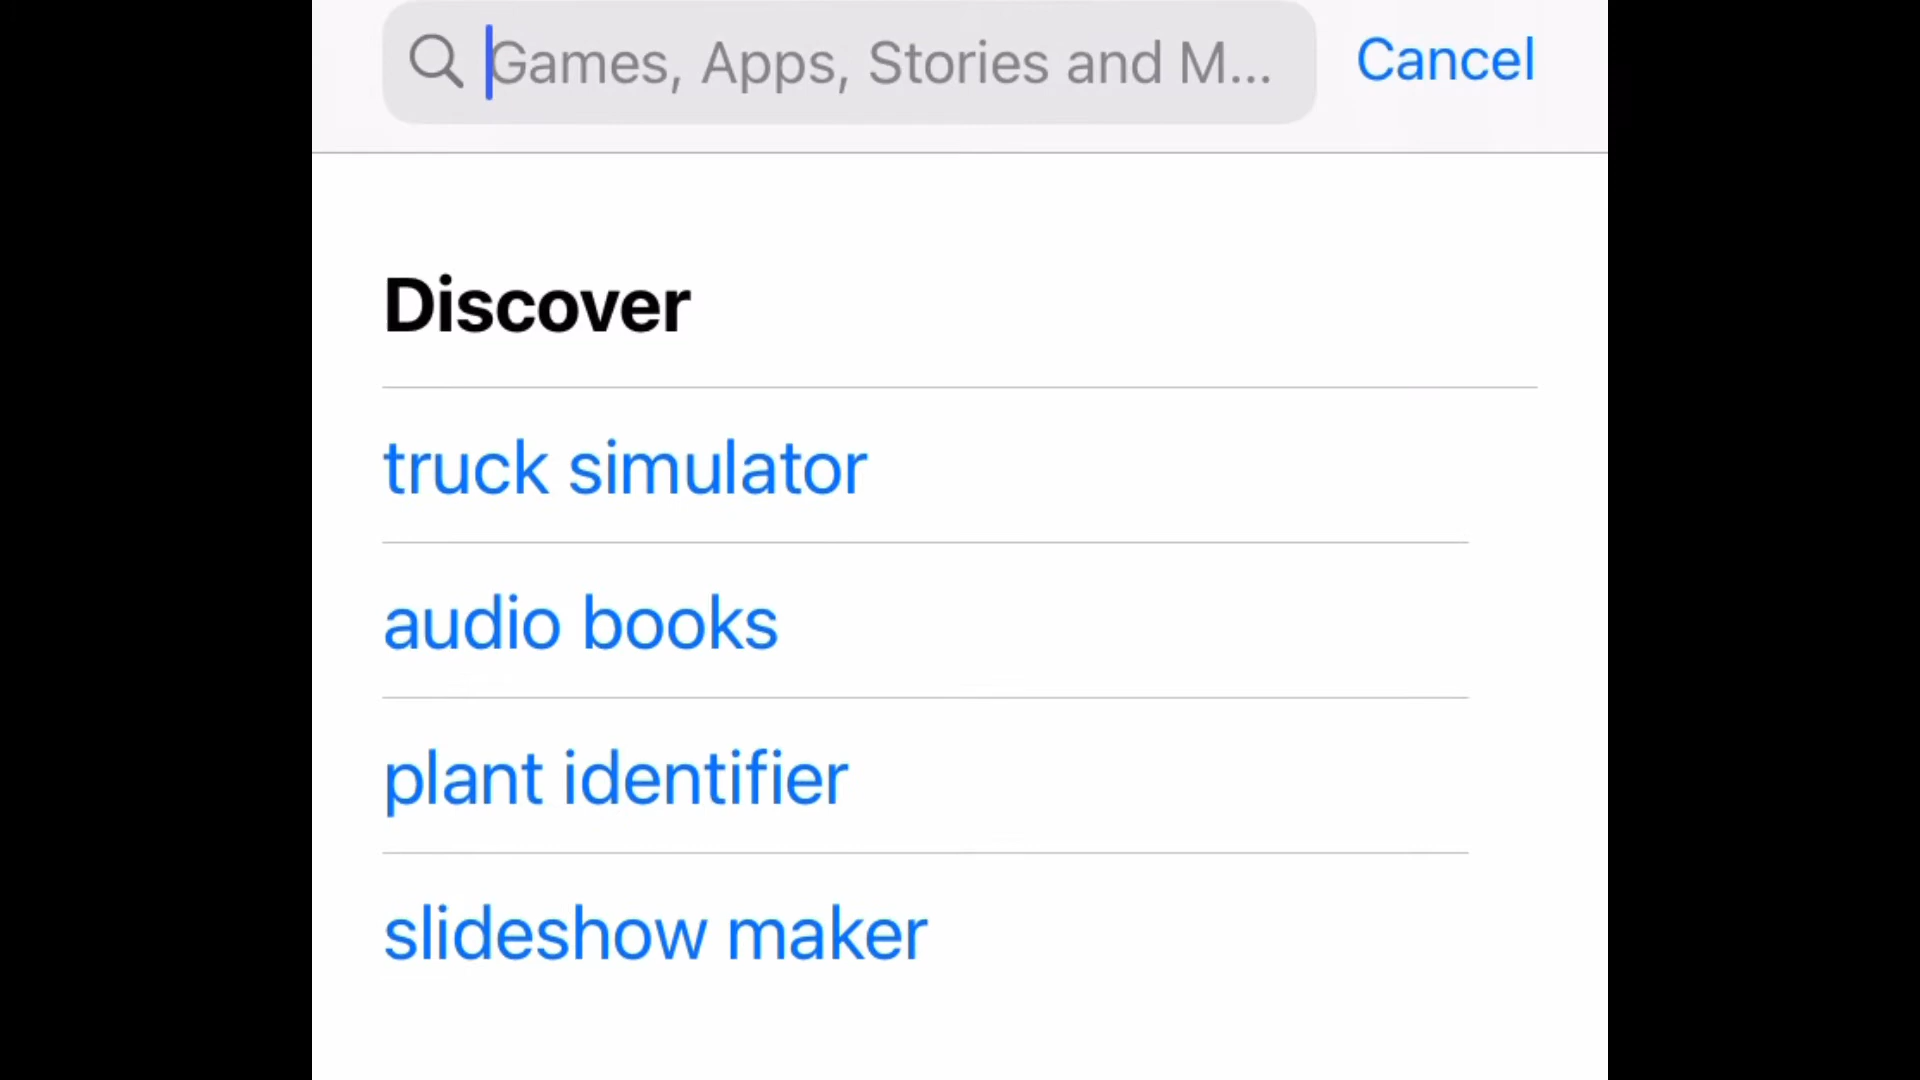 Games, Apps, Stories and M...
Cancel
Discover
truck simulator
audio books
plant identifier
slideshow maker